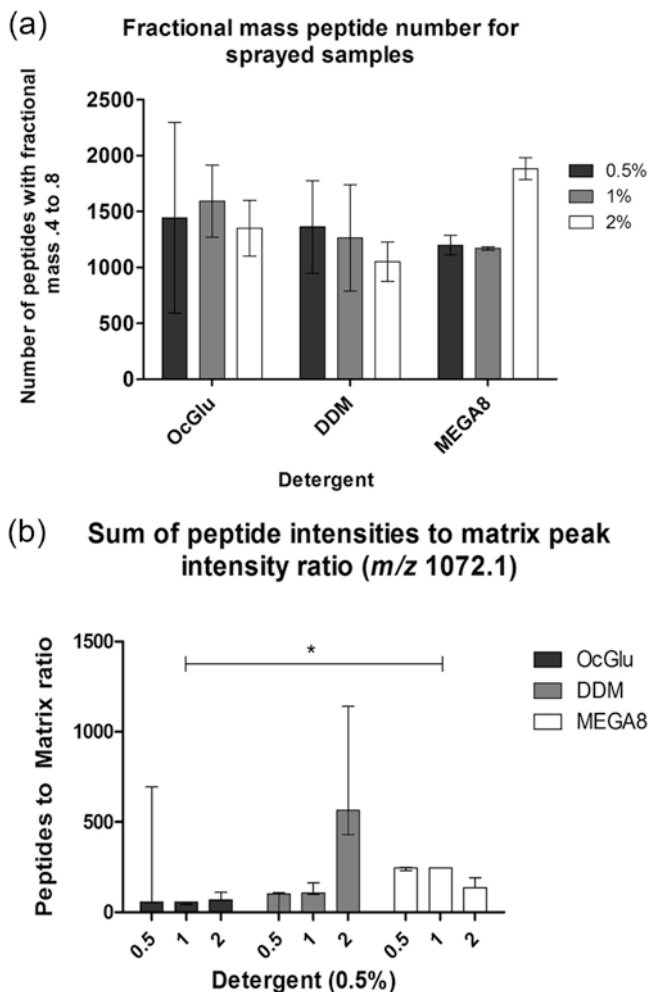 (a)
Fractional mass peptide number for
sprayed samples
Number of peptides with fractional
mass .4 to .8
2500
2000
1500
1000
500
0
0.5%
1%
2%
OcGlu
DDM
MEGA8
Detergent
(b)
Sum of peptide intensities to matrix peak
intensity ratio (m/z 1072.1)
Peptides to Matrix ratio
1500
1000
500
0
*
OcGlu
DDM
MEGA8
0.5 1 2 0.5 1 2 0.5 1 2
Detergent (0.5%)